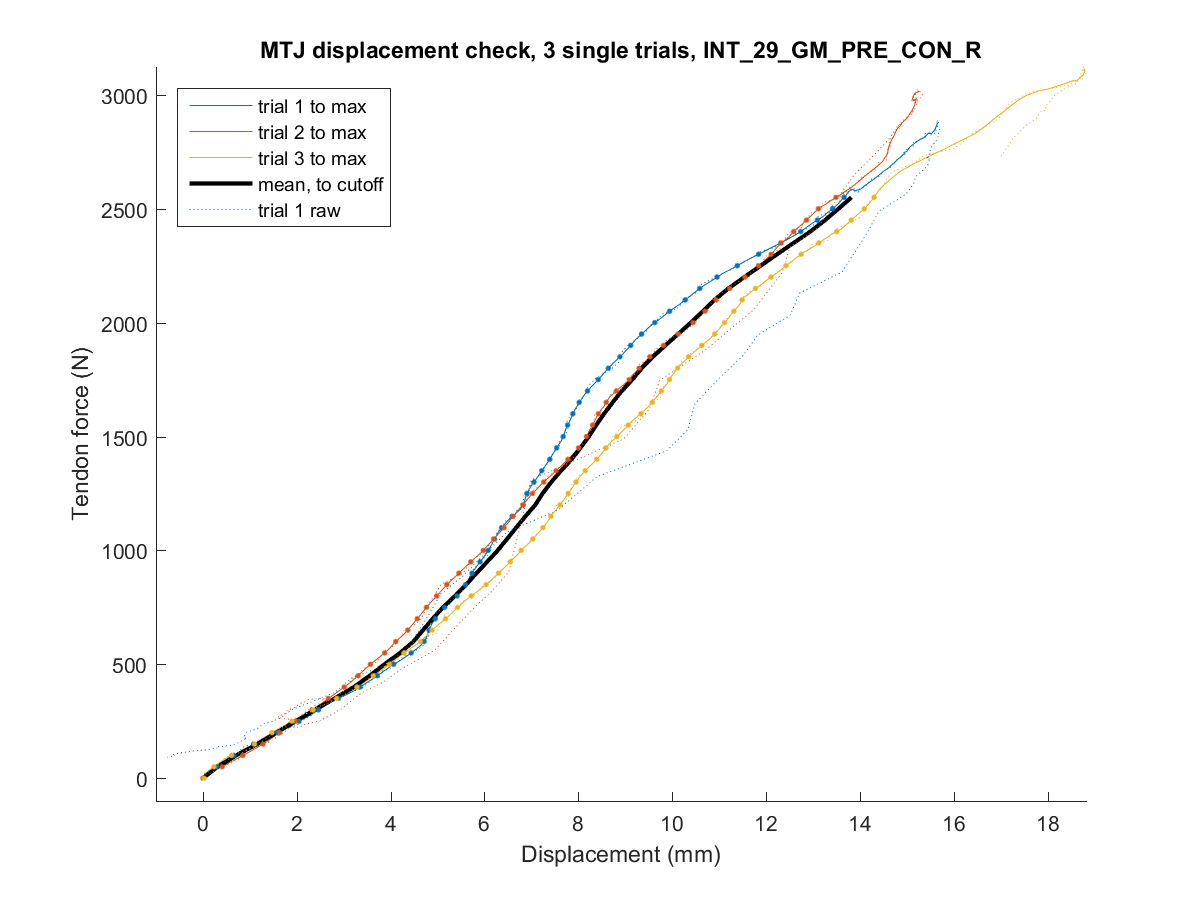 MTJ displacement check, 3 single trials, INT_29_GM_PRE_CON_R
trial 1 to max
trial 2 to max
trial 3 to max
mean, to cutoff
trial 1 raw
3000
2500
2000
1500
1000
500
0
Tendon force (N)
0 2 4 6 8 10 12 14 16 18
Displacement (mm)